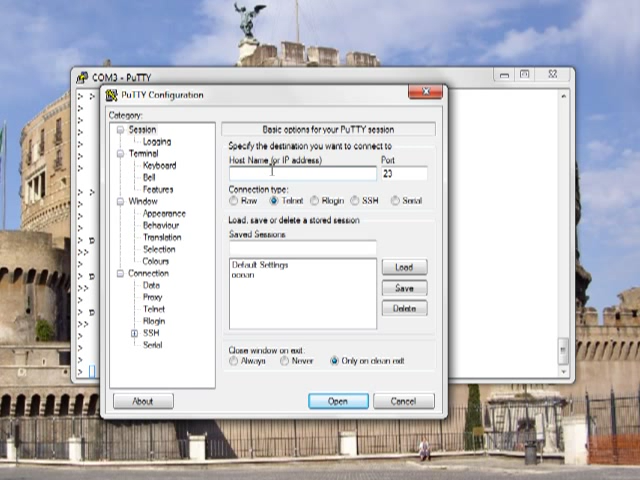 COM3 - PuTTY
PuTTY Configuration
Category:
Session
Logging
Terminal
Keyboard
Bell
Features
Window
Appearance
Behaviour
Translation
Selection
Colours
Connection
Data
Proxy
Telnet
Rlogin
SSH
Serial
Basic options for your PuTTY session
Specify the destination you want to connect to
Host Name (or IP address)
Port
23
Connection type:
Raw
Telnet
Rlogin
SSH
Serial
Load, save or delete a stored session
Saved Sessions
Default Settings
Load
Save
Delete
Close window on exit:
Always
Never
Only on clean exit
About
Open
Cancel